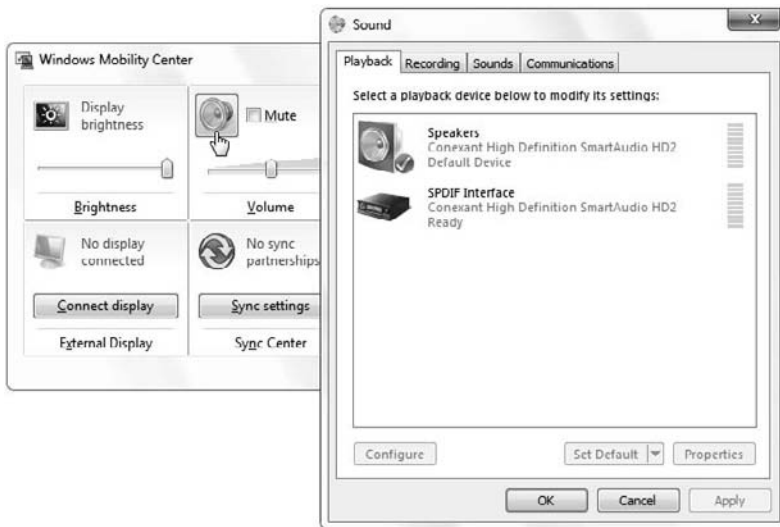 Windows Mobility Center
Display
brightness
Mute
Brightness
Volume
No display
connected
No sync
partnerships
Connect display
Sync settings
External Display
Sync Center
Sound
x
Playback
Recording
Sounds
Communications
Select a playback device below to modify its settings:
Speakers
Conexant High Definition SmartAudio HD2
Default Device
SPDIF Interface
Conexant High Definition SmartAudio HD2
Ready
Configure
Set Default
Properties
OK
Cancel
Apply